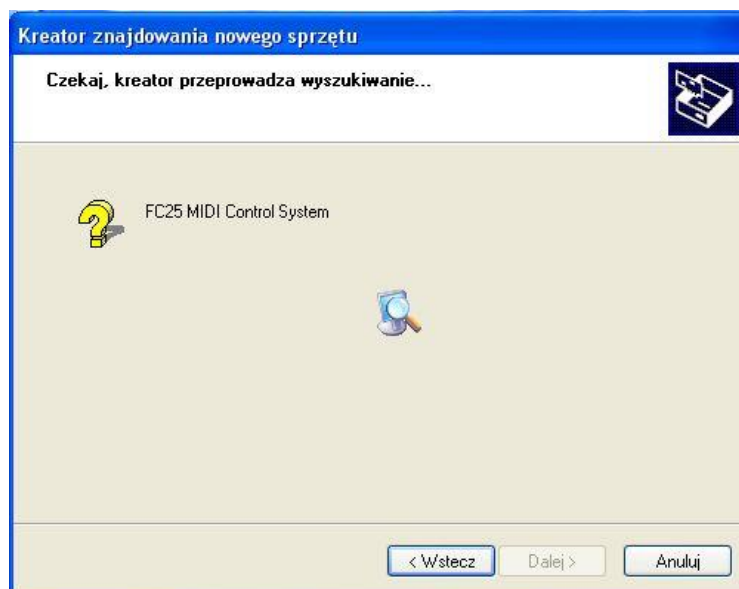 Kreator znajdowania nowego sprzętu
Czekaj, kreator przeprowadza wyszukiwanie...
FC25 MIDI Control System
< Wstecz
Dalej >
Anuluj